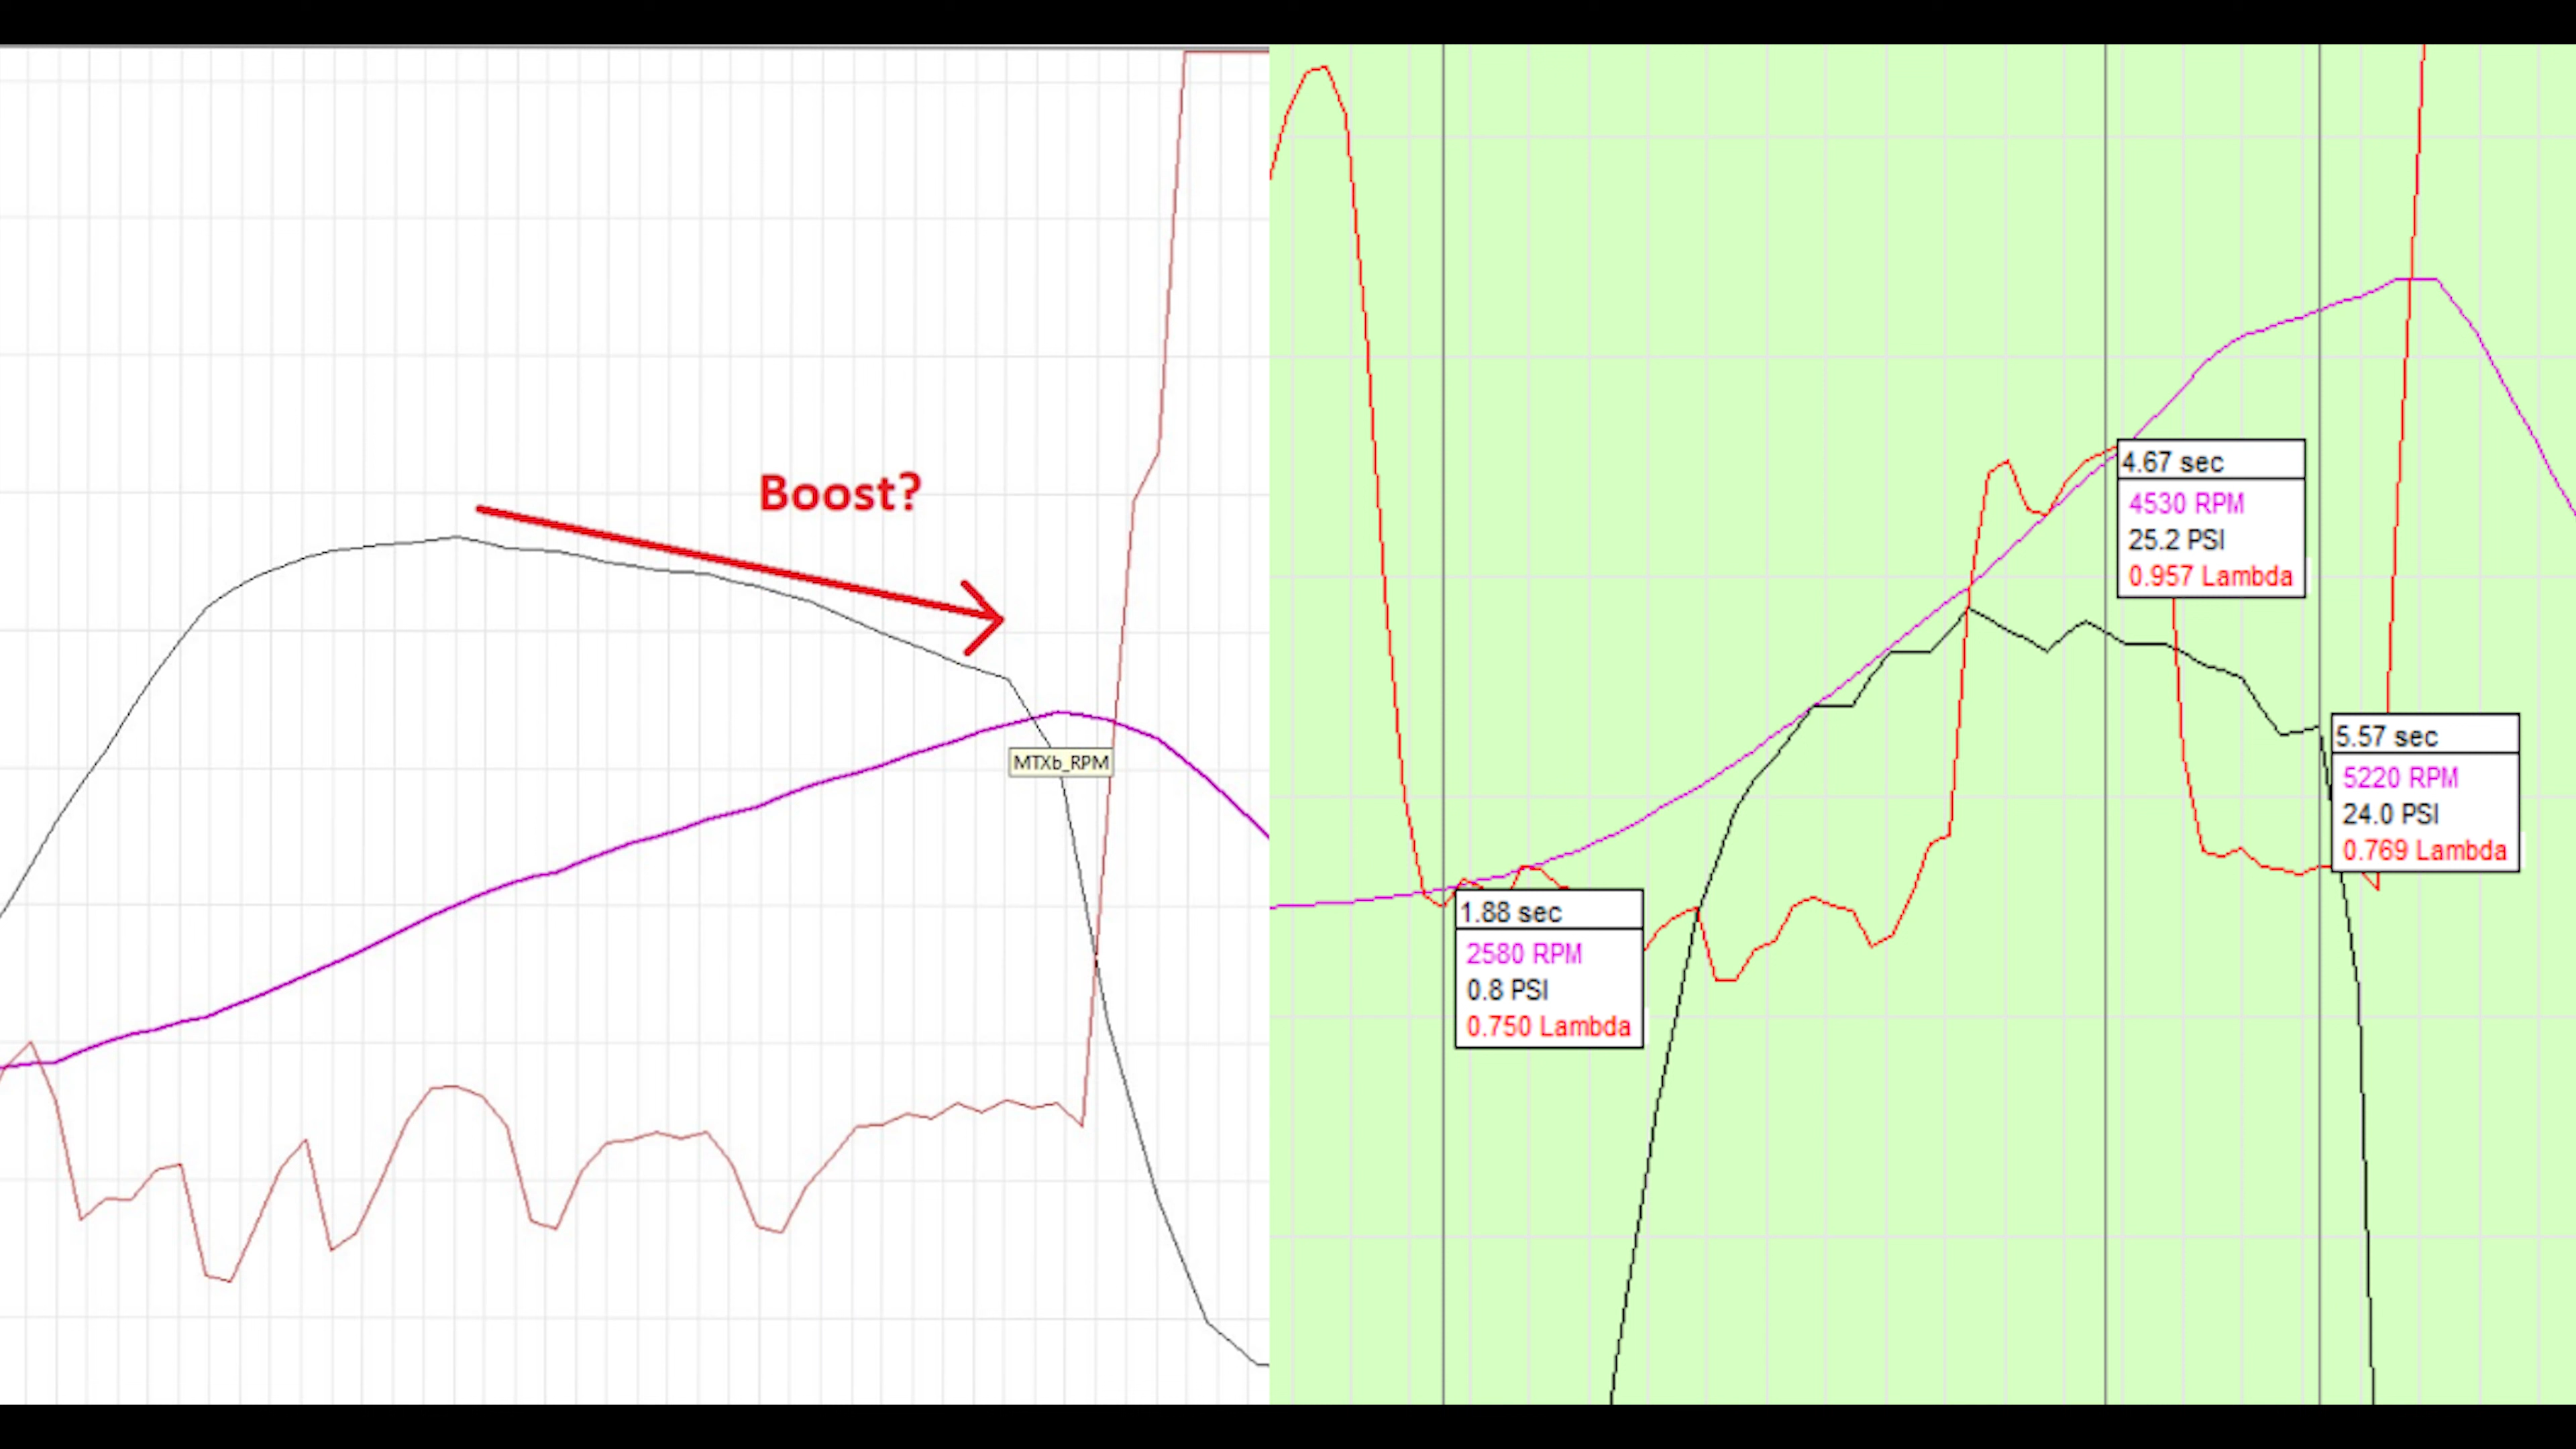 Boost?
MTXb_RPM
4.67 sec
4530 RPM
25.2 PSI
0.957 Lambda
5.57 sec
5220 RPM
24.0 PSI
0.769 Lambda
1.88 sec
2580 RPM
0.8 PSI
0.750 Lambda